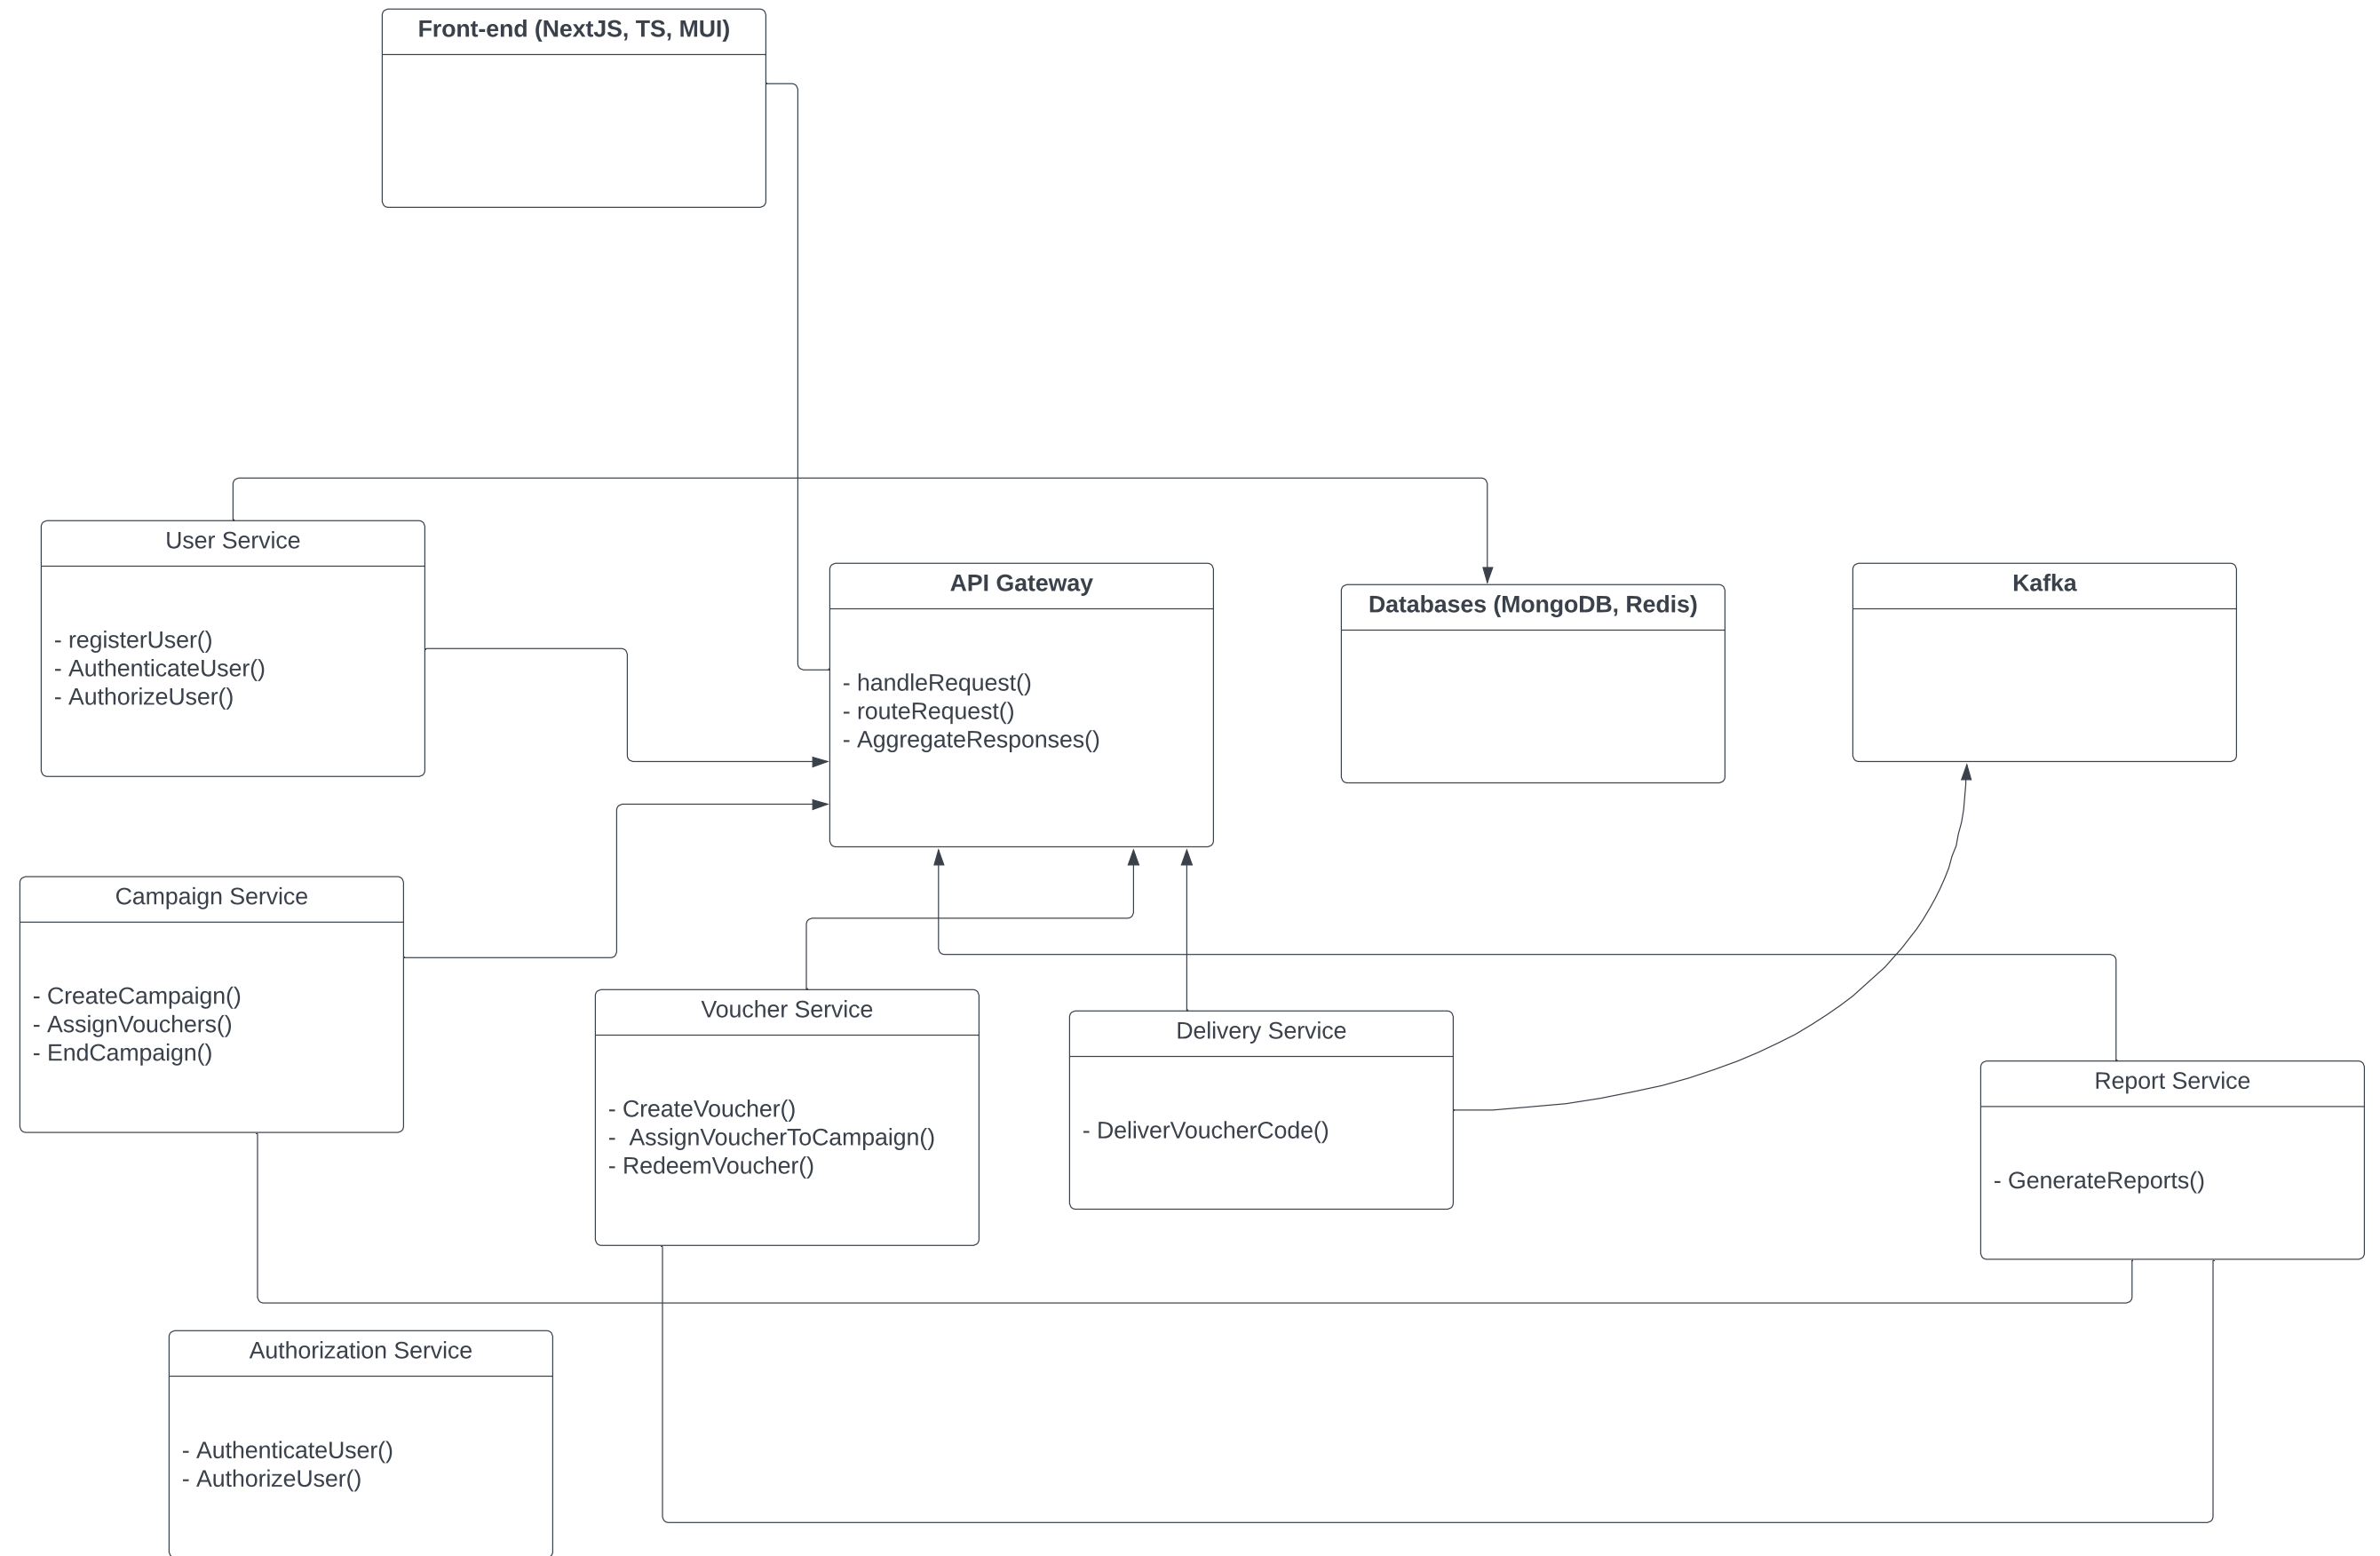 Front-end (NextJS, TS, MUI)
User Service
- registerUser()
- AuthenticateUser()
- AuthorizeUser()
API Gateway
- handleRequest()
- routeRequest()
- AggregateResponses()
Databases (MongoDB, Redis)
Kafka
Campaign Service
- CreateCampaign()
- AssignVouchers()
- EndCampaign()
Voucher Service
- CreateVoucher()
-  AssignVoucherToCampaign()
- RedeemVoucher()
Delivery Service
- DeliverVoucherCode()
Report Service
- GenerateReports()
Authorization Service
- AuthenticateUser()
- AuthorizeUser()